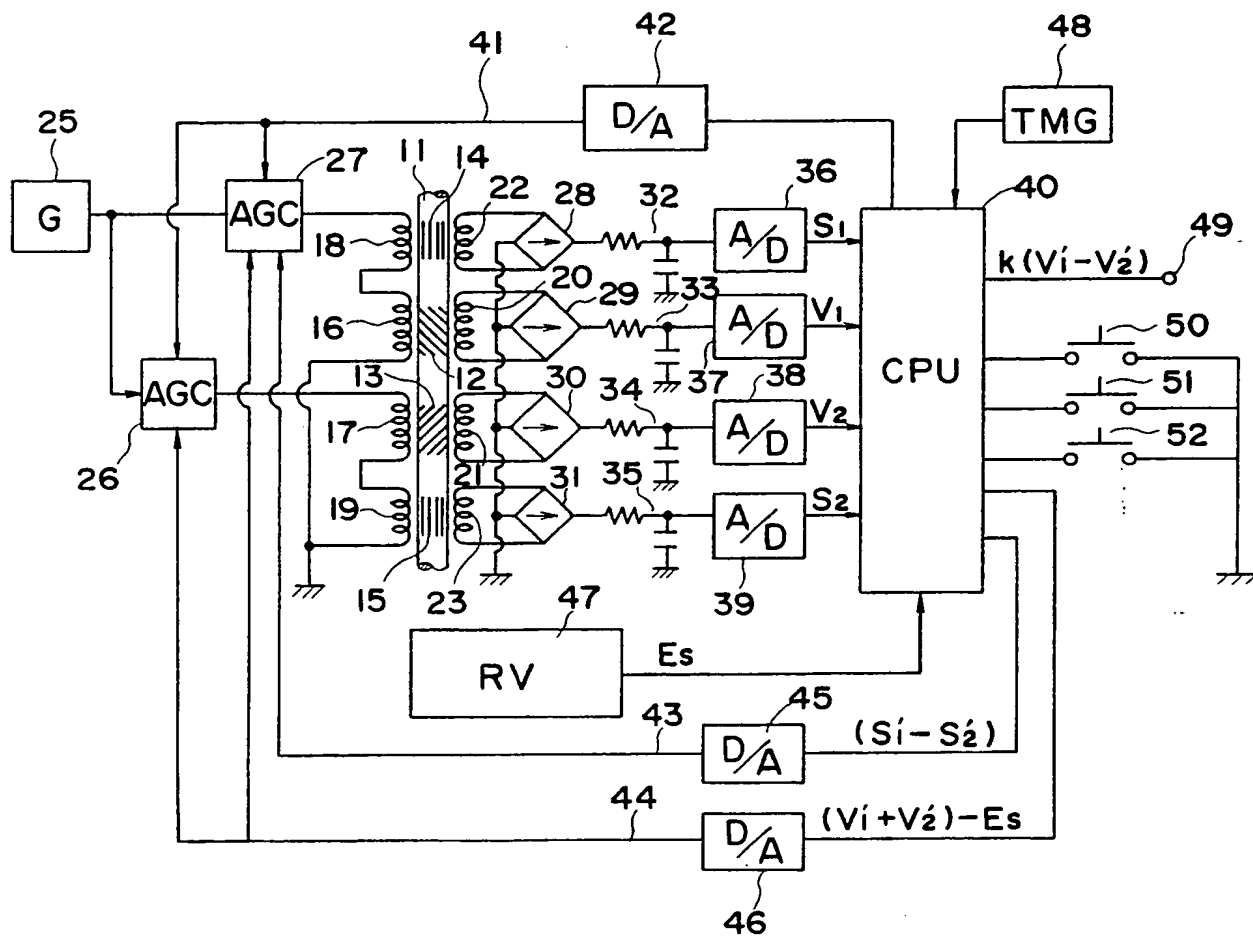 41
42
48
D/A
TMG
25
G
27
AGC
11
14
22
28
32
36
A/D
S1
40
18
20
29
33
k(V1́−V2́)
49
16
A/D
V1
37
12
CPU
50
13
30
34
38
AGC
A/D
V2
51
26
17
21
31
35
52
19
A/D
S2
39
15
23
47
RV
Es
43
45
D/A
(S1́−S2́)
44
D/A
(V1́+V2́)−Es
46